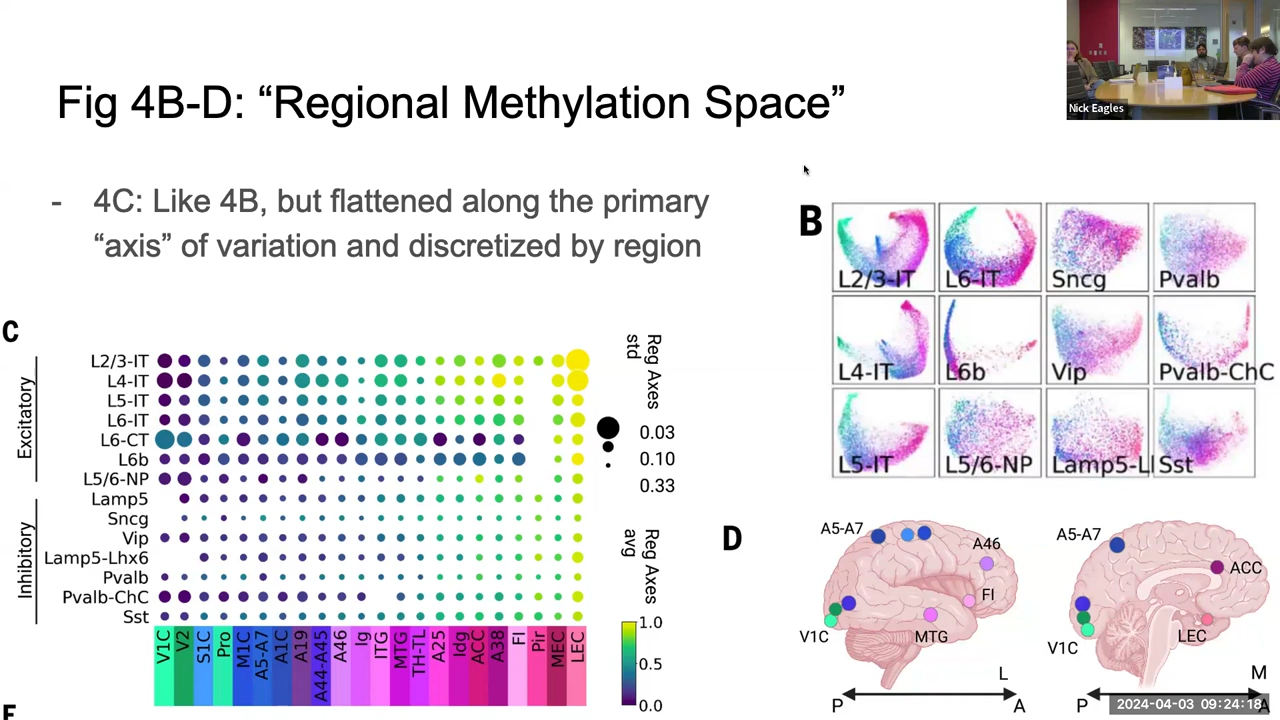 Fig 4B-D: “Regional Methylation Space”
Nick Eagles
- 4C: Like 4B, but flattened along the primary
“axis” of variation and discretized by region
C
Excitatory
L2/3-IT
L4-IT
L5-IT
L6-IT
L6-CT
L6b
L5/6-NP
Inhibitory
Lamp5
Sncg
Vip
Lamp5-Lhx6
Pvalb
Pvalb-ChC
Sst
V1C V2 S1C Pro M1C A5-A7 A1C A19 A44-A45 A46 Ig ITG MTG TH-TL A25 Idg ACC A38 FI Pir MEC LEC
Reg Axes
std
0.03
0.10
0.33
Reg Axes
avg
1.0
0.5
0.0
B
L2/3-IT L6-IT Sncg Pvalb
L4-IT L6b Vip Pvalb-ChC
L5-IT L5/6-NP Lamp5-Ll Sst
D
A5-A7 A46 FI MTG V1C
L
P A
A5-A7 ACC LEC V1C
M
P A
2024-04-03 09:24:18